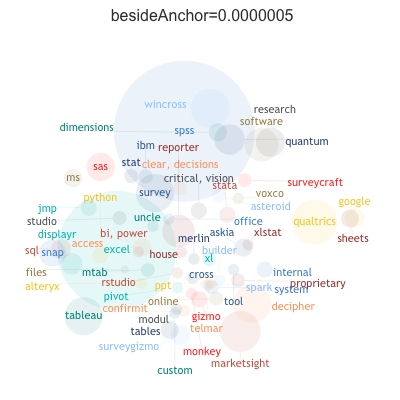 besideAnchor=0.0000005
wincross
research
software
dimensions
spss
quantum
ibm reporter
stat clear, decisions
sas
critical, vision
ms
survey
stata
surveycraft
python
voxco
google
jmp
asteroid
studio
uncle
office
qualtrics
displayr
bi, power
merlin
askia
xlstat
sheets
sql
snap
access
excel
house
xl
builder
files
mtab
cross
internal
alteryx
rstudio
ppt
spark
system
proprietary
pivot
online
tool
decipher
tableau
confirmit
modul
gizmo
tables
telmar
surveygizmo
monkey
marketsight
custom